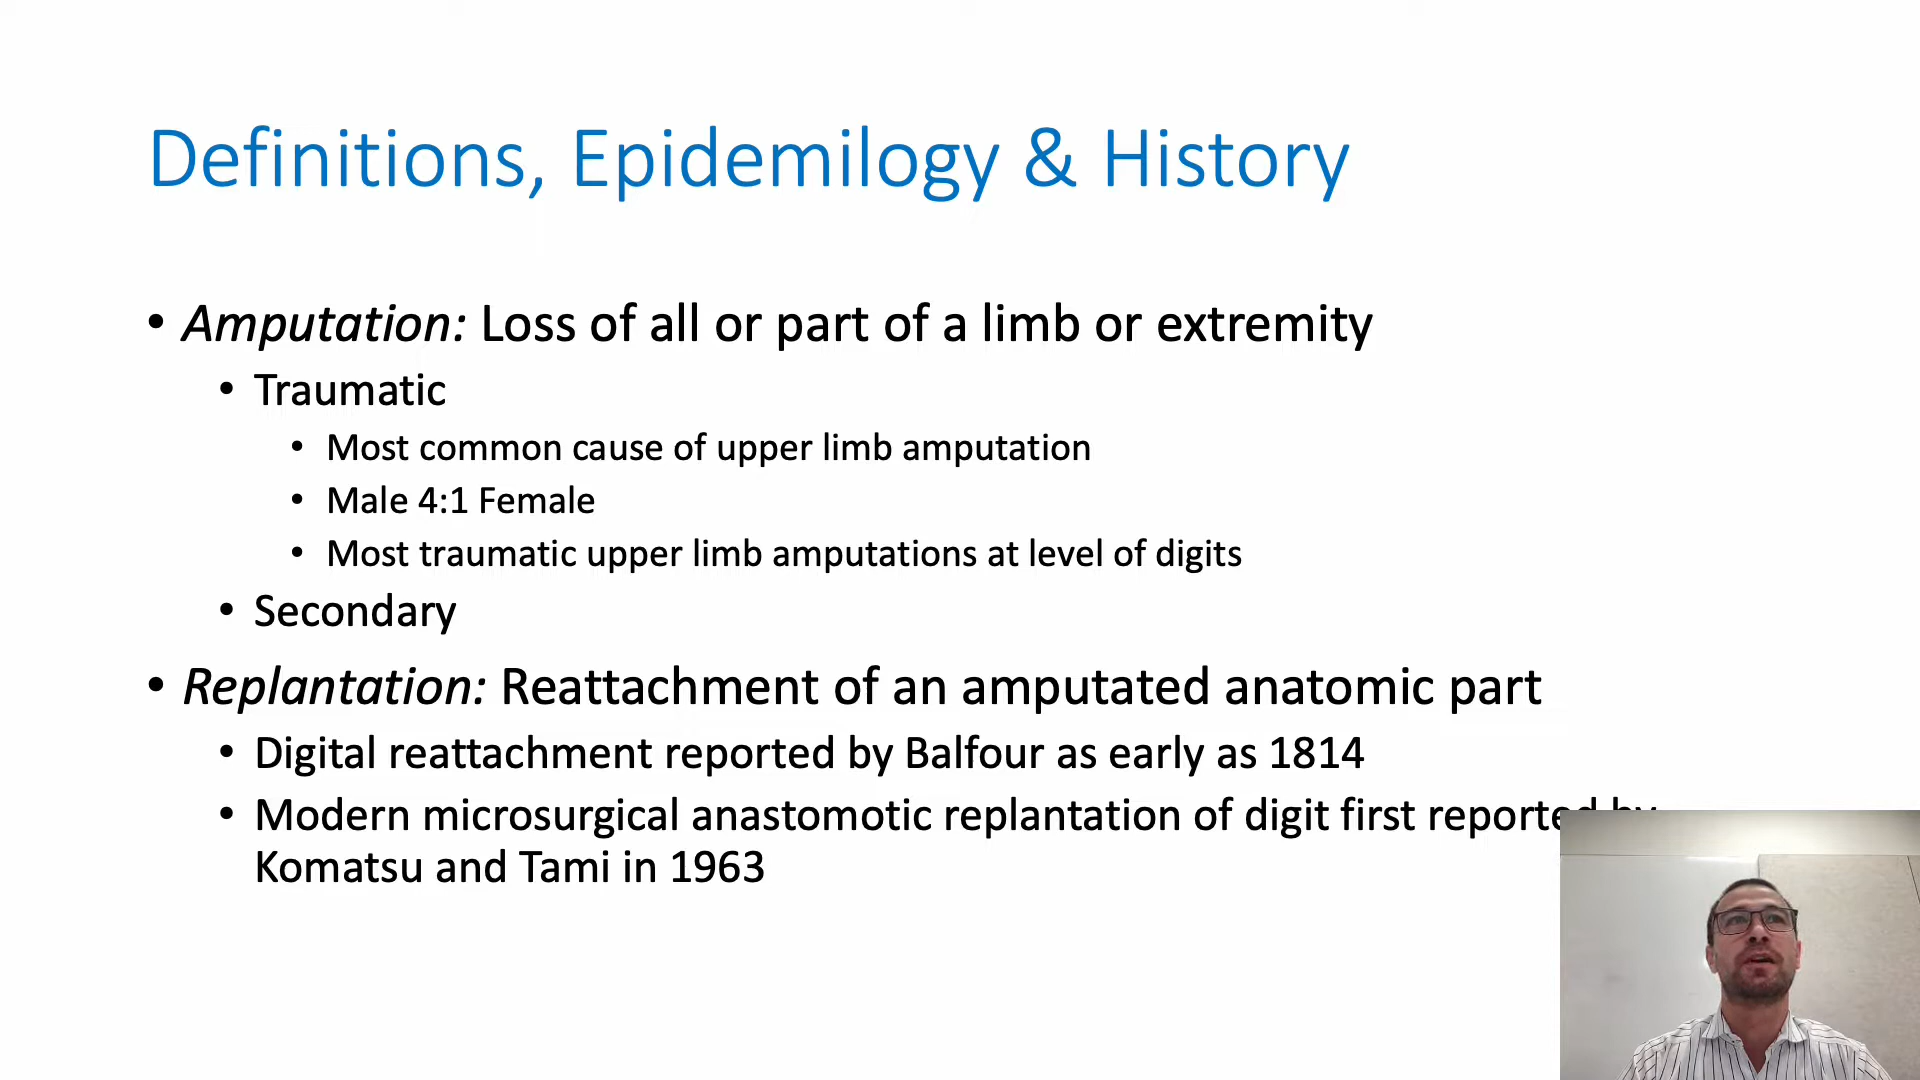 Definitions, Epidemilogy & History
• Amputation: Loss of all or part of a limb or extremity
• Traumatic
• Most common cause of upper limb amputation
• Male 4:1 Female
• Most traumatic upper limb amputations at level of digits
• Secondary
• Replantation: Reattachment of an amputated anatomic part
• Digital reattachment reported by Balfour as early as 1814
• Modern microsurgical anastomotic replantation of digit first reported by
Komatsu and Tami in 1963